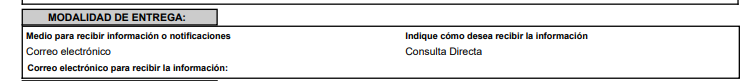 MODALIDAD DE ENTREGA:
Medio para recibir información o notificaciones
Indique cómo desea recibir la información
Correo electrónico
Consulta Directa
Correo electrónico para recibir la información: